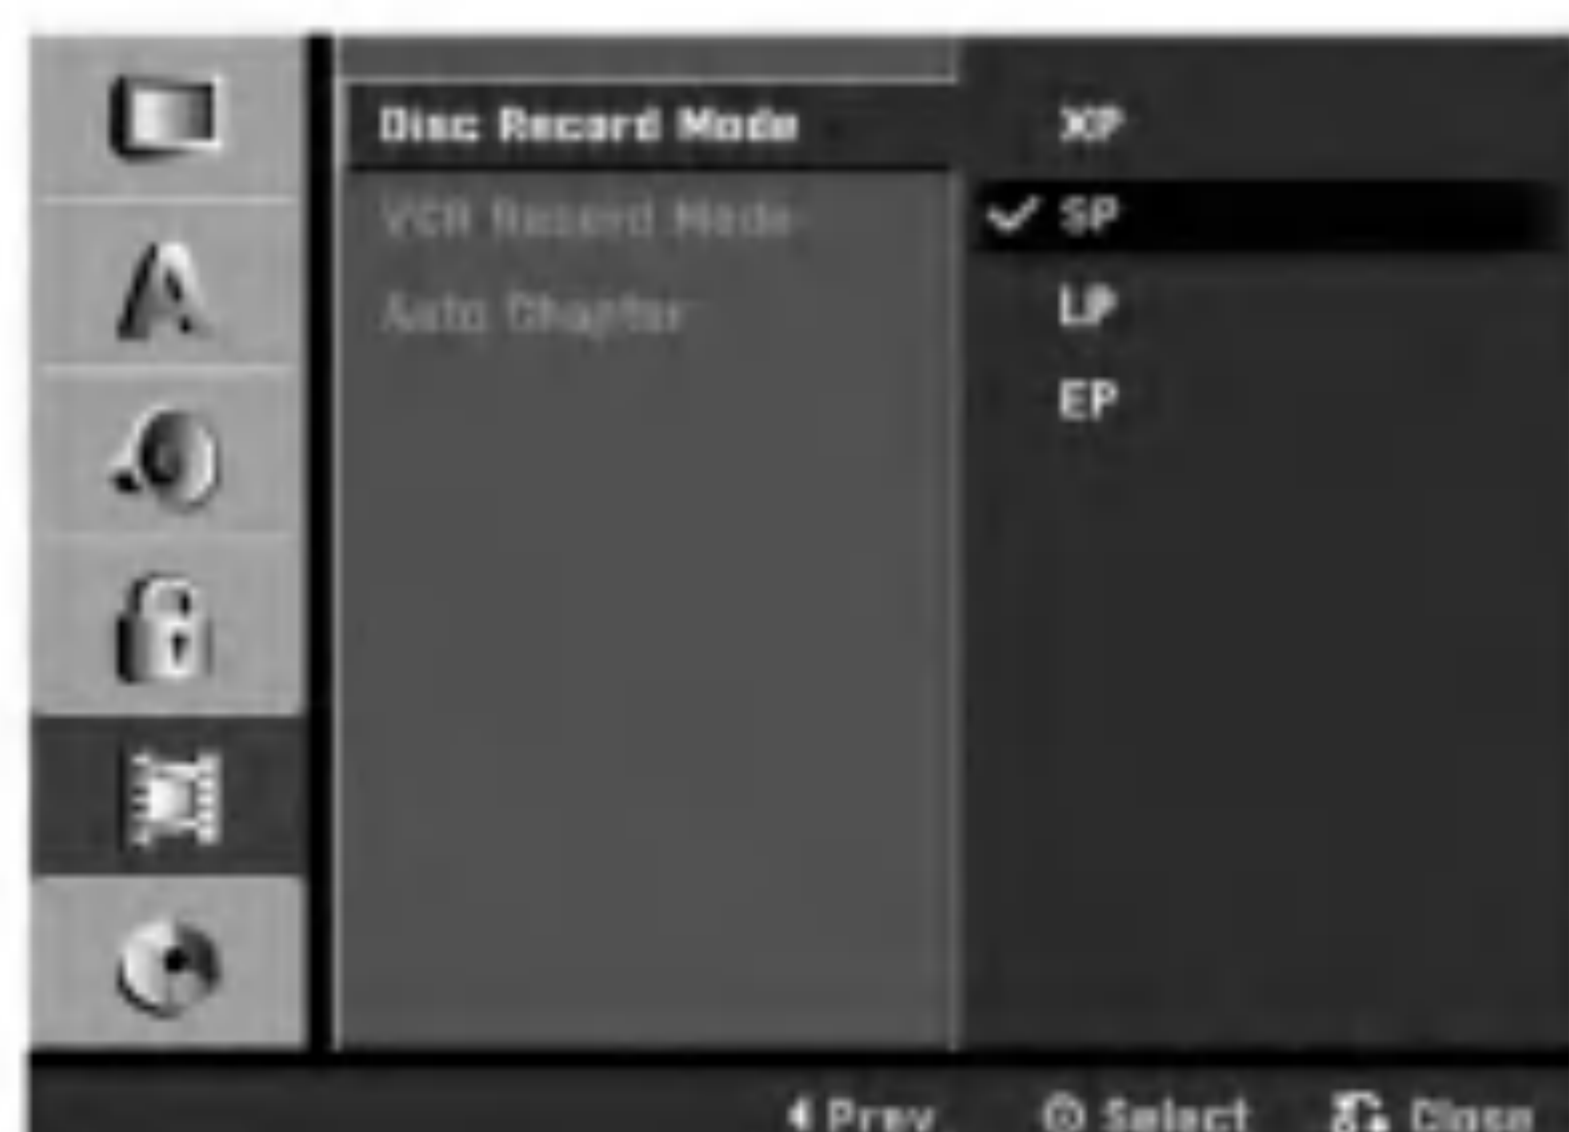 Disc Record Mode
VCR Record Mode
Auto Chapter
XP
SP
LP
EP
Prev
Select
Close